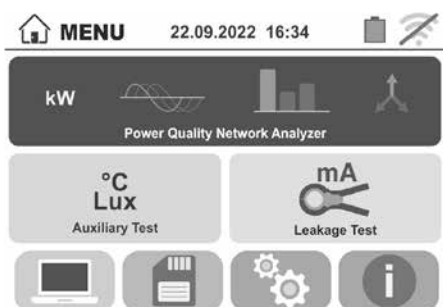 MENU 22.09.2022 16:34
kW
Power Quality Network Analyzer
°C
Lux
Auxiliary Test
mA
Leakage Test
i